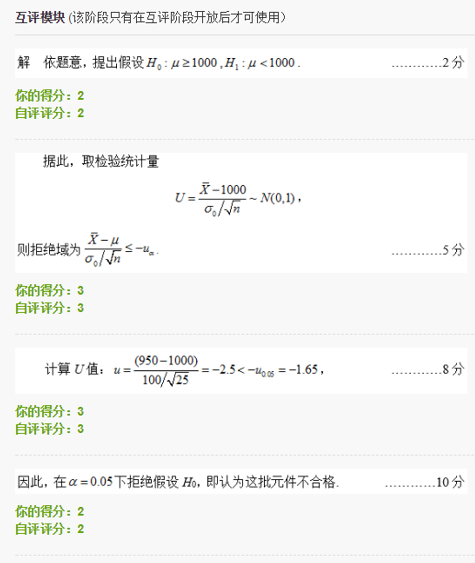 互评模块 (该阶段只有在互评阶段开放后才可使用)
解 依题意，提出假设 H₀ : μ ≥ 1000 , H₁ : μ < 1000 . …………2 分
你的得分：2
自评评分：2
据此，取检验统计量
U = (X̄ − 1000)/(σ₀/√n) ~ N(0,1)，
则拒绝域为 (X̄ − μ)/(σ₀/√n) ≤ −uα . …………5 分
你的得分：3
自评评分：3
计算 U 值：u = (950−1000)/(100/√25) = −2.5 < −u₀.₀₅ = −1.65， …………8 分
你的得分：3
自评评分：3
因此，在 α = 0.05 下拒绝假设 H₀，即认为这批元件不合格. …………10 分
你的得分：2
自评评分：2